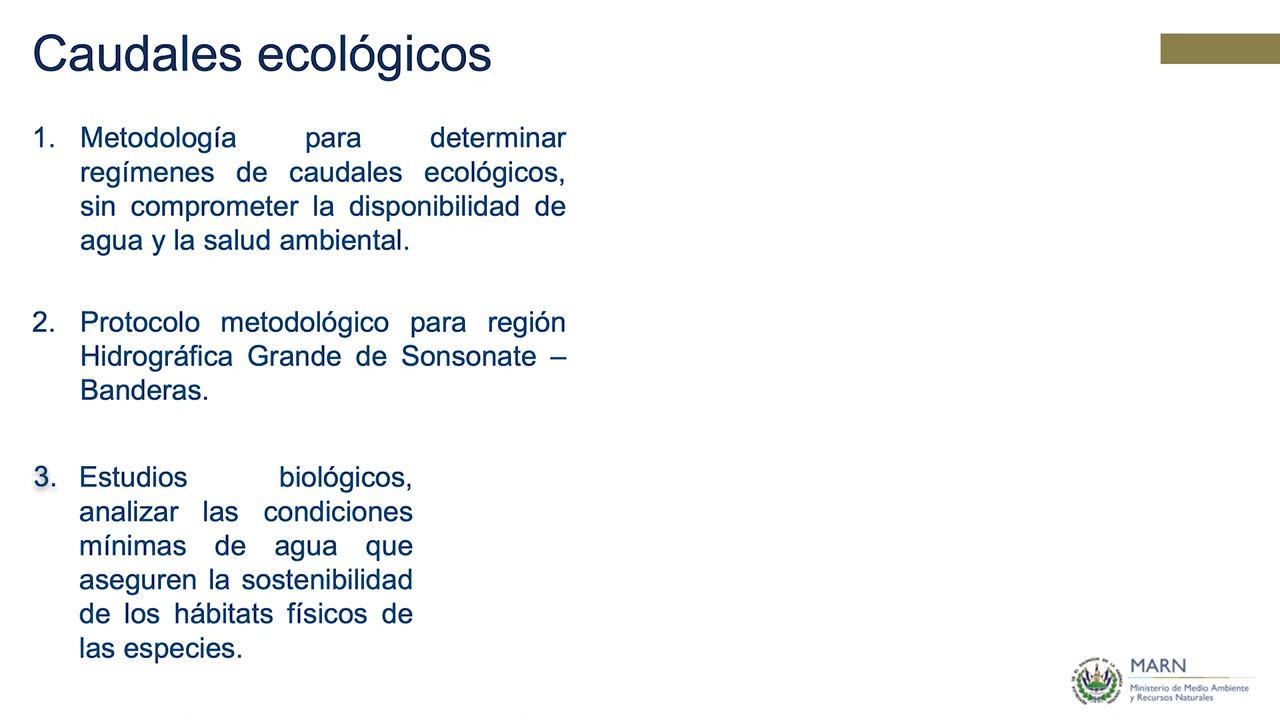 Caudales ecológicos
1. Metodología para determinar
regímenes de caudales ecológicos,
sin comprometer la disponibilidad de
agua y la salud ambiental.
2. Protocolo metodológico para región
Hidrográfica Grande de Sonsonate –
Banderas.
3. Estudios biológicos,
analizar las condiciones
mínimas de agua que
aseguren la sostenibilidad
de los hábitats físicos de
las especies.
MARN
Ministerio de Medio Ambiente
y Recursos Naturales